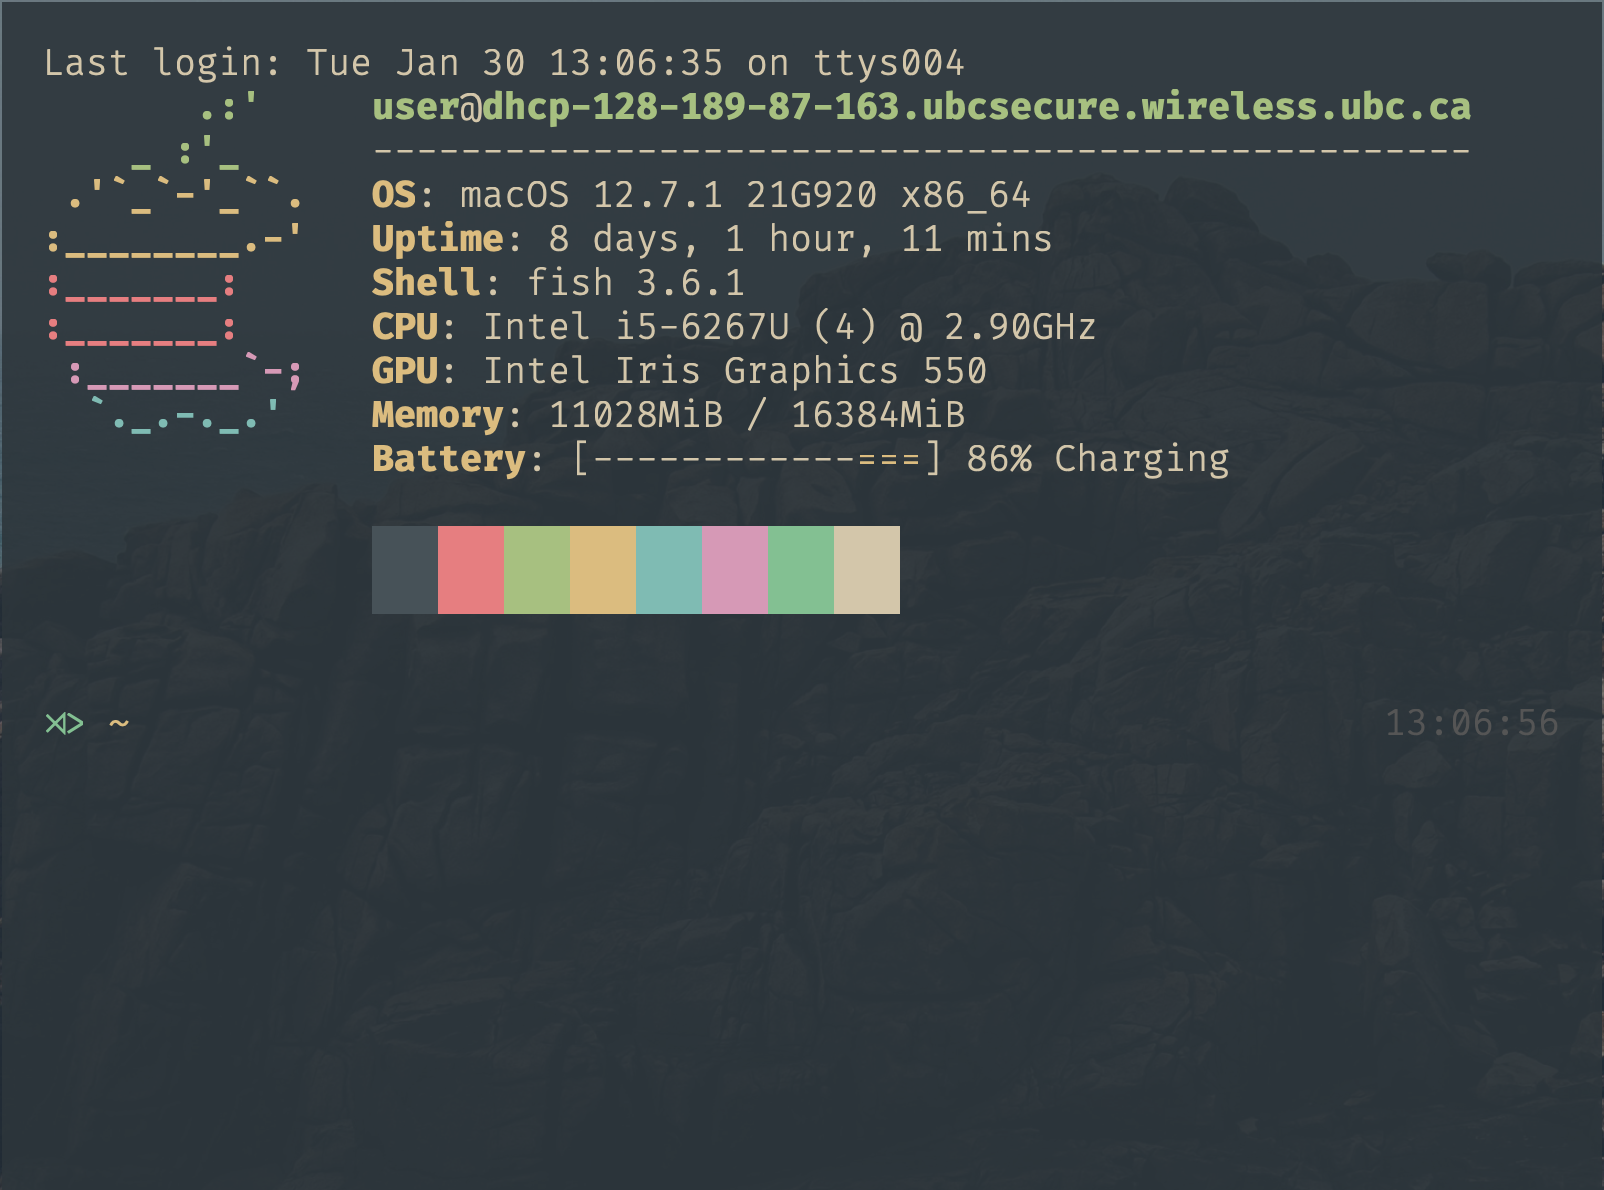 Last login: Tue Jan 30 13:06:35 on ttys004
user@dhcp-128-189-87-163.ubcsecure.wireless.ubc.ca
--------------------------------------------------
OS: macOS 12.7.1 21G920 x86_64
Uptime: 8 days, 1 hour, 11 mins
Shell: fish 3.6.1
CPU: Intel i5-6267U (4) @ 2.90GHz
GPU: Intel Iris Graphics 550
Memory: 11028MiB / 16384MiB
Battery: [------------===] 86% Charging
⋊> ~ 13:06:56